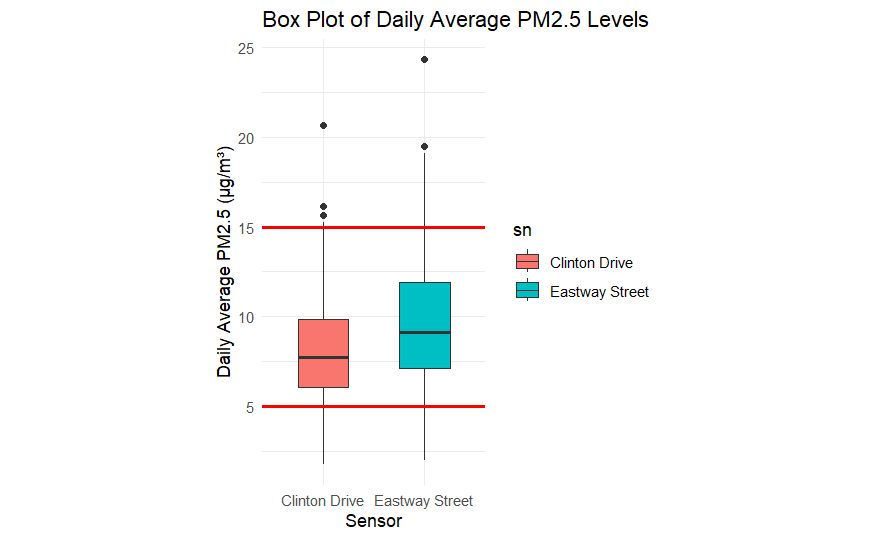 Box Plot of Daily Average PM2.5 Levels
Daily Average PM2.5 (µg/m³)
25
20
15
10
5
Clinton Drive
Eastway Street
Sensor
sn
Clinton Drive
Eastway Street